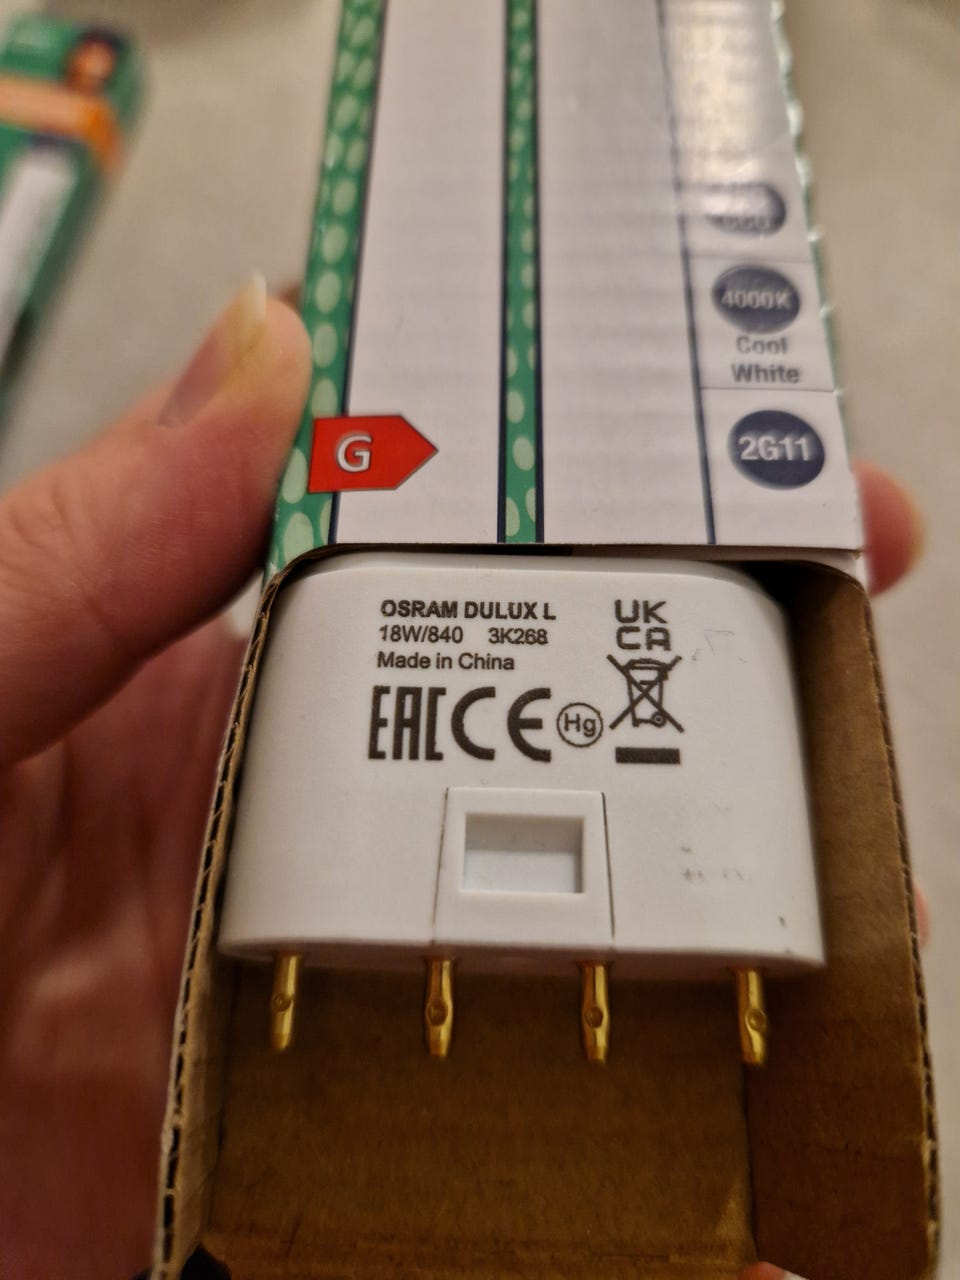 4000K
Cool
White
G
2G11
OSRAM DULUX L
18W/840 3K268
Made in China
UK
CA
EAC CE Hg